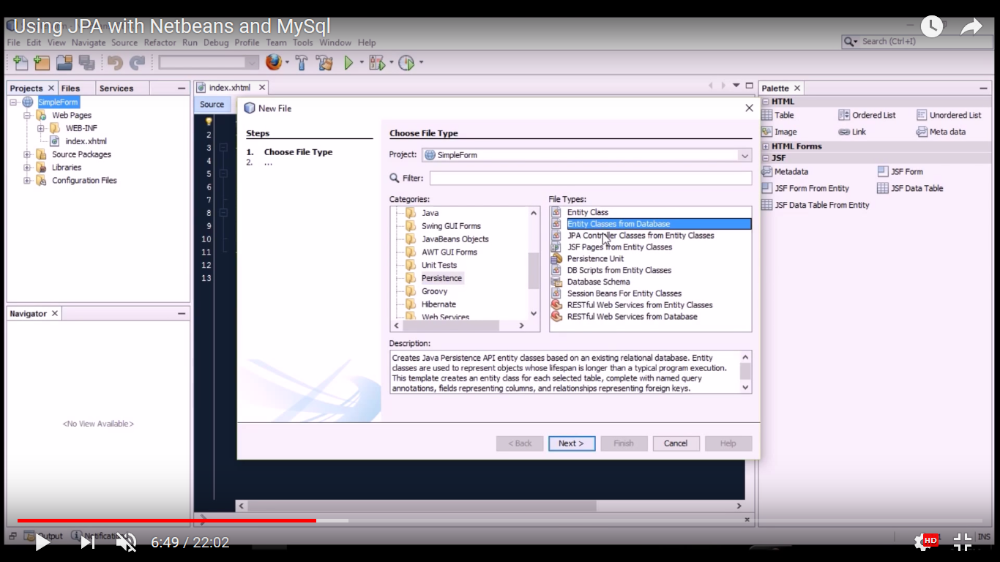 Using JPA with Netbeans and MySql
File Edit View Navigate Source Refactor Run Debug Profile Team Tools Window Help
Search (Ctrl+I)
Projects Files Services
SimpleForm
Web Pages
WEB-INF
index.xhtml
Source Packages
Libraries
Configuration Files
Navigator
<No View Available>
index.xhtml
Source
2
3
4
5
6
7
8
9
10
11
12
13
New File
Steps
1. Choose File Type
2. ...
Choose File Type
Project: SimpleForm
Filter:
Categories:
Java
Swing GUI Forms
JavaBeans Objects
AWT GUI Forms
Unit Tests
Persistence
Groovy
Hibernate
Web Services
File Types:
Entity Class
Entity Classes from Database
JPA Controller Classes from Entity Classes
JSF Pages from Entity Classes
Persistence Unit
DB Scripts from Entity Classes
Database Schema
Session Beans For Entity Classes
RESTful Web Services from Entity Classes
RESTful Web Services from Database
Description:
Creates Java Persistence API entity classes based on an existing relational database. Entity
classes are used to represent objects whose lifespan is longer than a typical program execution.
This template creates an entity class for each selected table, complete with named query
annotations, fields representing columns, and relationships representing foreign keys.
< Back Next > Finish Cancel Help
Palette
HTML
Table Ordered List Unordered List
Image Link Meta data
HTML Forms
JSF
Metadata JSF Form
JSF Form From Entity JSF Data Table
JSF Data Table From Entity
Output Notifications
INS
6:49 / 22:02
HD